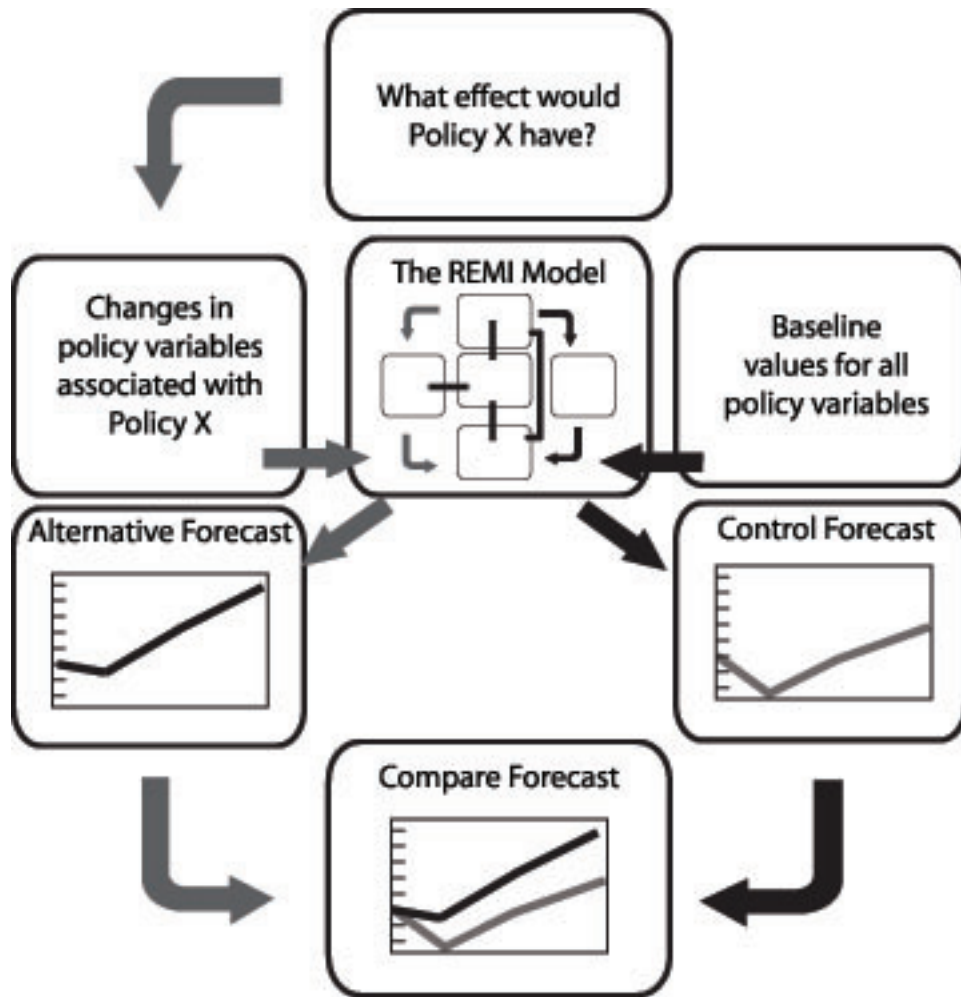 What effect would
Policy X have?
Changes in
policy variables
associated with
Policy X
The REMI Model
Baseline
values for all
policy variables
Alternative Forecast
Control Forecast
Compare Forecast